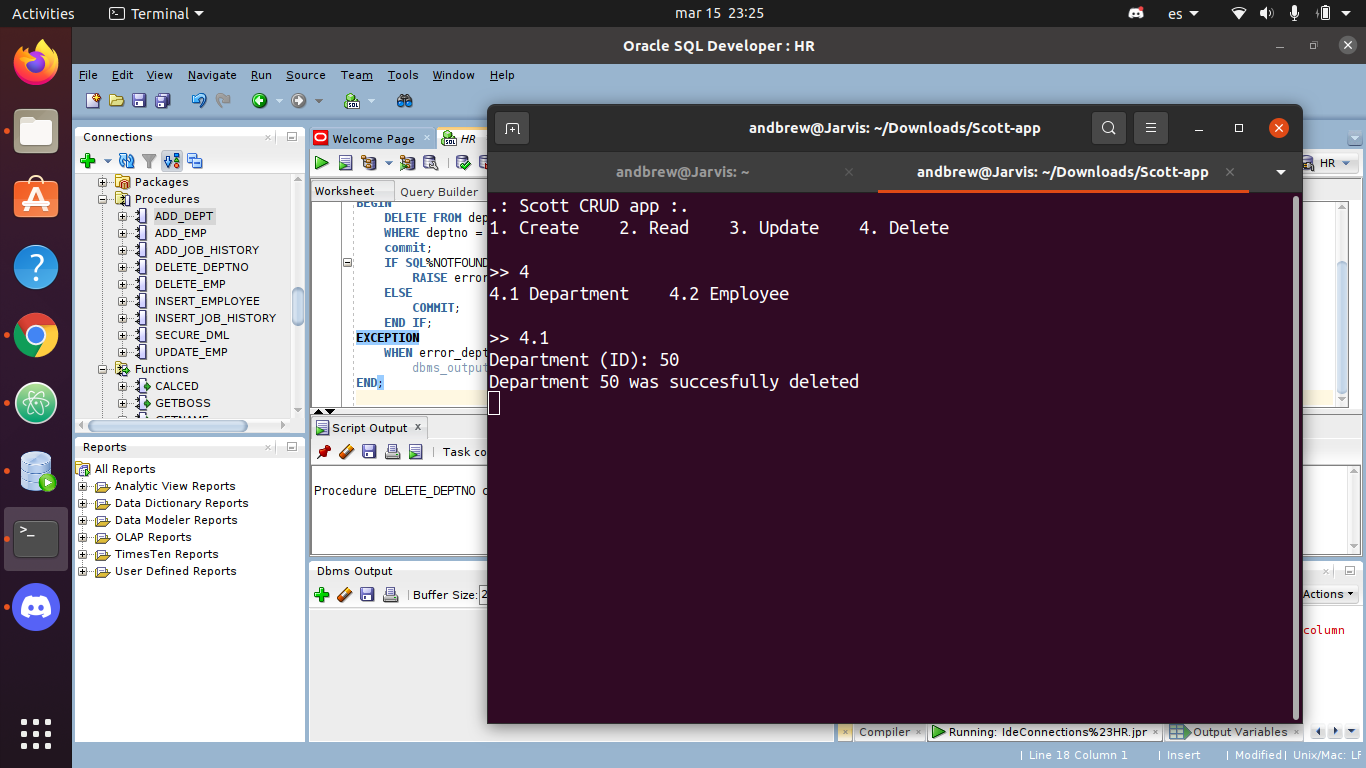 Activities Terminal mar 15 23:25 es
Oracle SQL Developer : HR
File Edit View Navigate Run Source Team Tools Window Help
Connections
Packages
Procedures
ADD_DEPT
ADD_EMP
ADD_JOB_HISTORY
DELETE_DEPTNO
DELETE_EMP
INSERT_EMPLOYEE
INSERT_JOB_HISTORY
SECURE_DML
UPDATE_EMP
Functions
CALCED
GETBOSS
GETNAME
Reports
All Reports
Analytic View Reports
Data Dictionary Reports
Data Modeler Reports
OLAP Reports
TimesTen Reports
User Defined Reports
Welcome Page HR
SQL
HR
Worksheet Query Builder
BEGIN
DELETE FROM dep
WHERE deptno =
commit;
IF SQL%NOTFOUND
RAISE error
ELSE
COMMIT;
END IF;
EXCEPTION
WHEN error_dept
dbms_output
END;
Script Output
Task co
Procedure DELETE_DEPTNO c
Dbms Output
Buffer Size: 2
andbrew@Jarvis: ~/Downloads/Scott-app
andbrew@Jarvis: ~ andbrew@Jarvis: ~/Downloads/Scott-app
.: Scott CRUD app :.
1. Create 2. Read 3. Update 4. Delete
>> 4
4.1 Department 4.2 Employee
>> 4.1
Department (ID): 50
Department 50 was succesfully deleted
Actions
column
Compiler Running: IdeConnections%23HR.jpr Output Variables
Line 18 Column 1 Insert Modified Unix/Mac: LF